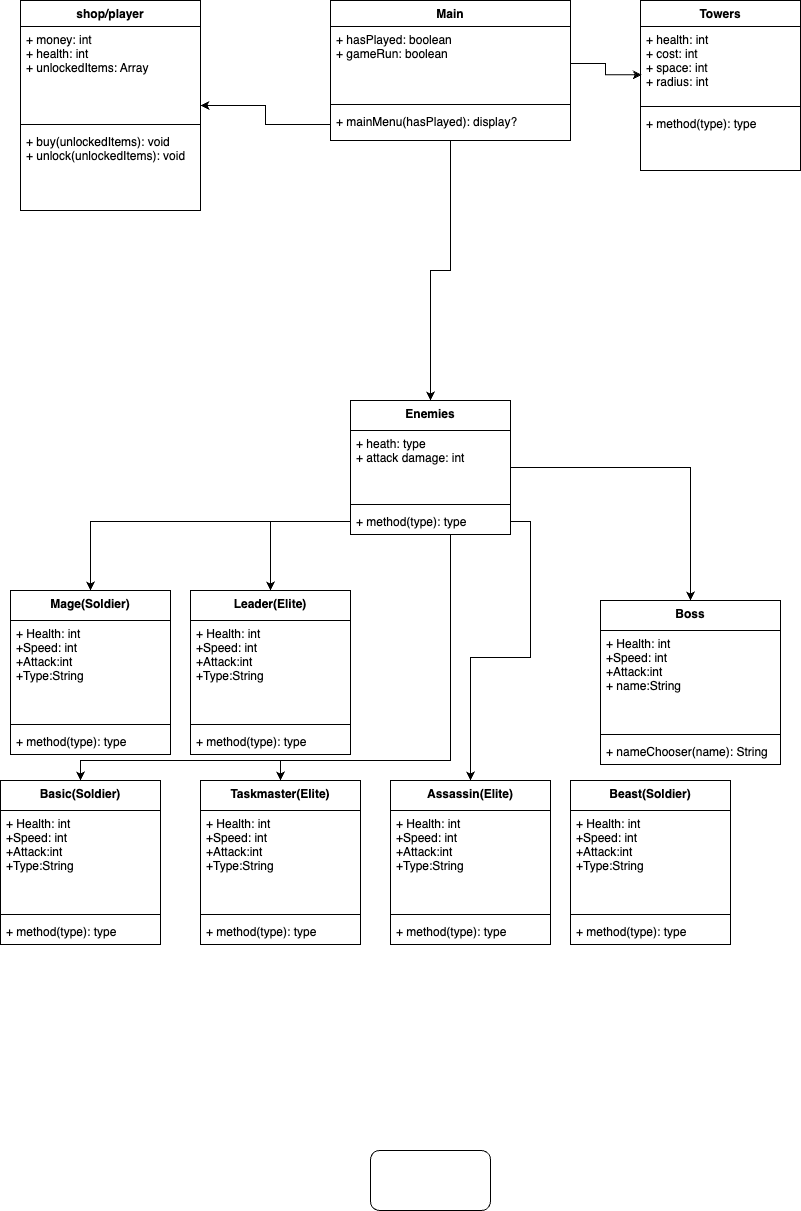 shop/player
+ money: int
+ health: int
+ unlockedItems: Array
+ buy(unlockedItems): void
+ unlock(unlockedItems): void
Main
+ hasPlayed: boolean
+ gameRun: boolean
+ mainMenu(hasPlayed): display?
Towers
+ health: int
+ cost: int
+ space: int
+ radius: int
+ method(type): type
Enemies
+ heath: type
+ attack damage: int
+ method(type): type
Mage(Soldier)
+ Health: int
+Speed: int
+Attack:int
+Type:String
+ method(type): type
Leader(Elite)
+ Health: int
+Speed: int
+Attack:int
+Type:String
+ method(type): type
Boss
+ Health: int
+Speed: int
+Attack:int
+ name:String
+ nameChooser(name): String
Basic(Soldier)
+ Health: int
+Speed: int
+Attack:int
+Type:String
+ method(type): type
Taskmaster(Elite)
+ Health: int
+Speed: int
+Attack:int
+Type:String
+ method(type): type
Assassin(Elite)
+ Health: int
+Speed: int
+Attack:int
+Type:String
+ method(type): type
Beast(Soldier)
+ Health: int
+Speed: int
+Attack:int
+Type:String
+ method(type): type